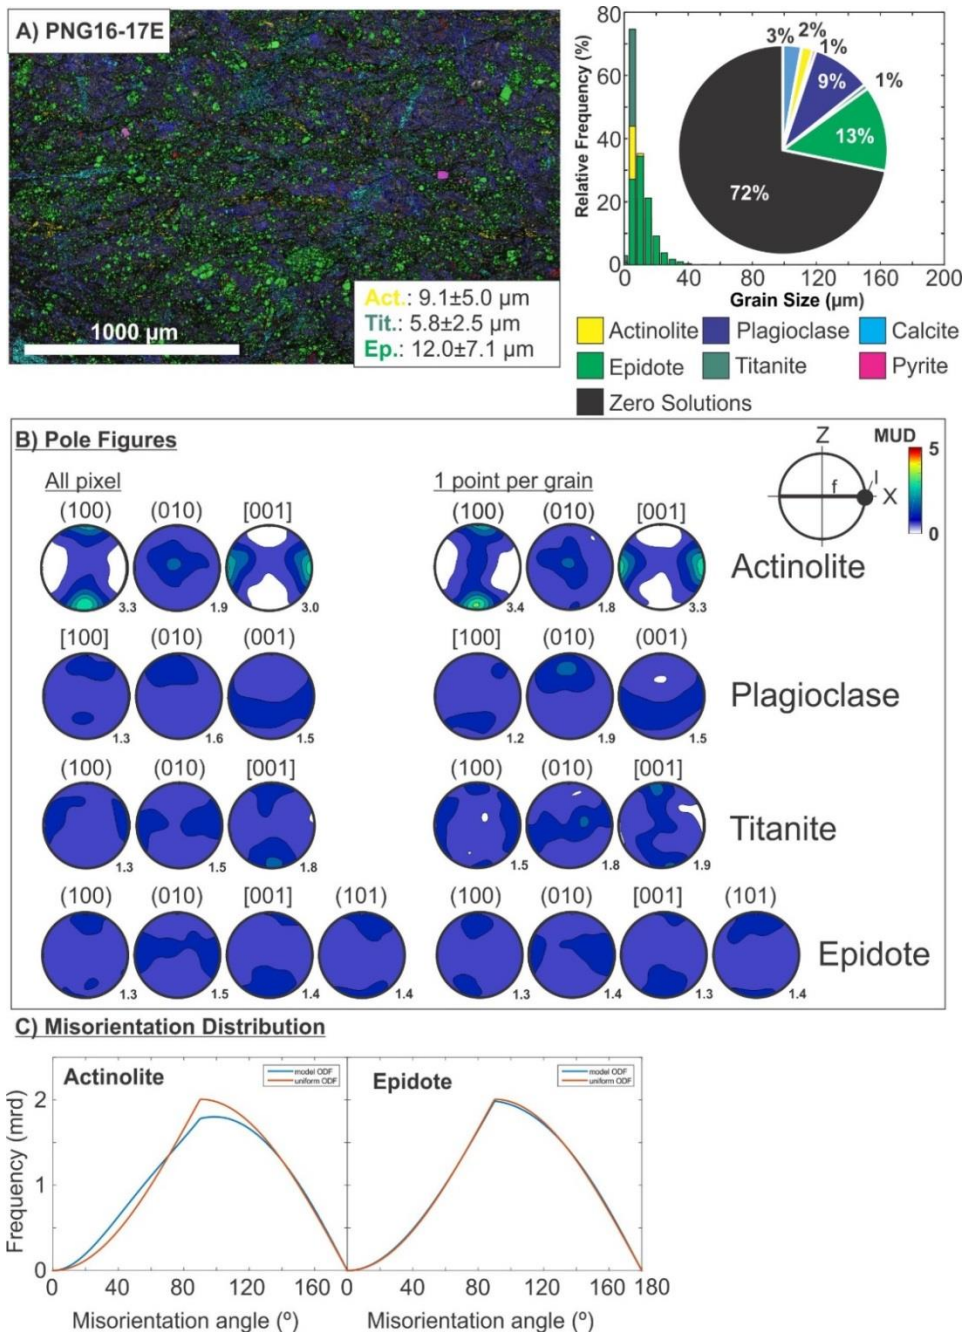 A) PNG16-17E
1000 µm
Act.: 9.1±5.0 µm
Tit.: 5.8±2.5 µm
Ep.: 12.0±7.1 µm
Relative Frequency (%)
80
60
40
20
0
0 40 80 120 160 200
Grain Size (µm)
3%
2%
1%
9%
1%
13%
72%
Actinolite
Plagioclase
Calcite
Epidote
Titanite
Pyrite
Zero Solutions
B) Pole Figures
Z
f
l
X
MUD
5
0
All pixel
1 point per grain
(100) (010) [001]
(100) (010) [001]
3.3 1.9 3.0
3.4 1.8 3.3
Actinolite
[100] (010) (001)
[100] (010) (001)
1.3 1.6 1.5
1.2 1.9 1.5
Plagioclase
(100) (010) [001]
(100) (010) [001]
1.3 1.5 1.8
1.5 1.8 1.9
Titanite
(100) (010) [001] (101)
(100) (010) [001] (101)
1.3 1.5 1.4 1.4
1.3 1.4 1.3 1.4
Epidote
C) Misorientation Distribution
Frequency (mrd)
2
1
0
Actinolite
model ODF
uniform ODF
0 40 80 120 160
Misorientation angle (º)
Epidote
model ODF
uniform ODF
0 40 80 120 180
Misorientation angle (º)